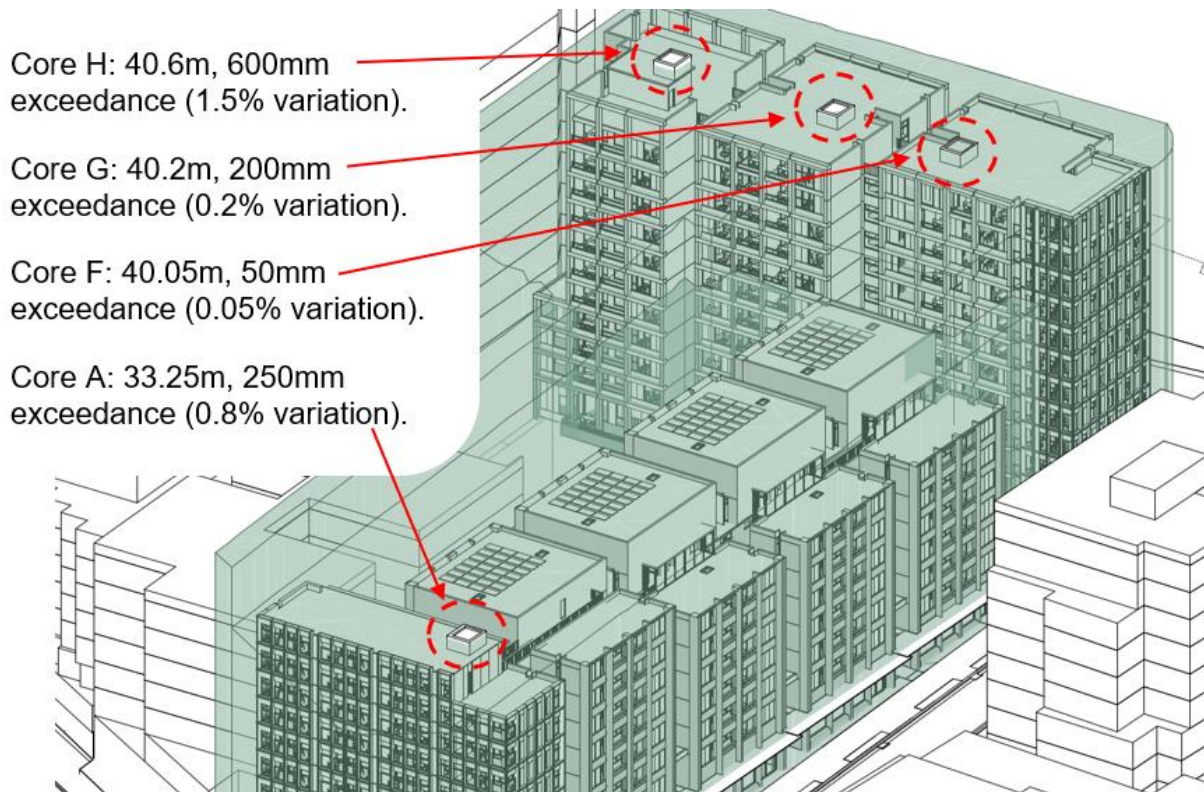 Core H: 40.6m, 600mm
exceedance (1.5% variation).
Core G: 40.2m, 200mm
exceedance (0.2% variation).
Core F: 40.05m, 50mm
exceedance (0.05% variation).
Core A: 33.25m, 250mm
exceedance (0.8% variation).